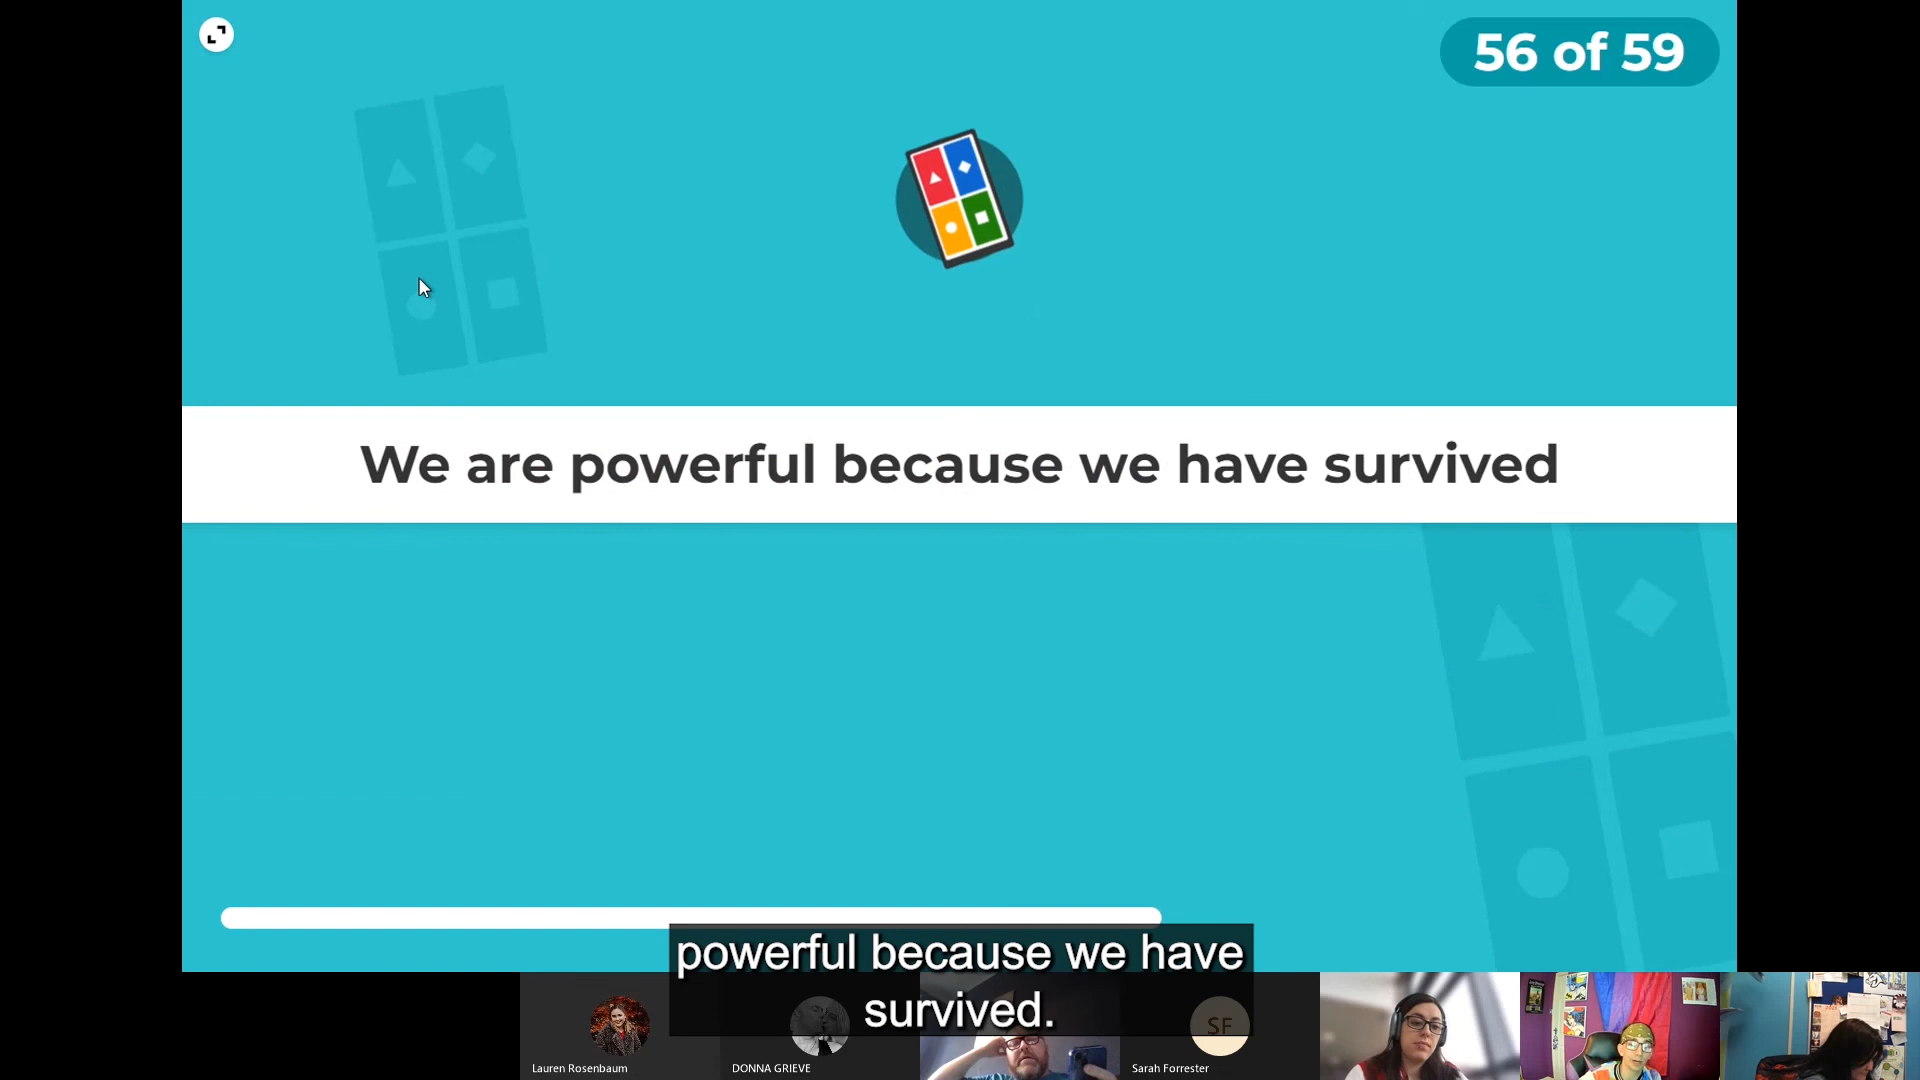 56 of 59
We are powerful because we have survived
powerful because we have
survived.
SF
Lauren Rosenbaum
DONNA GRIEVE
Sarah Forrester